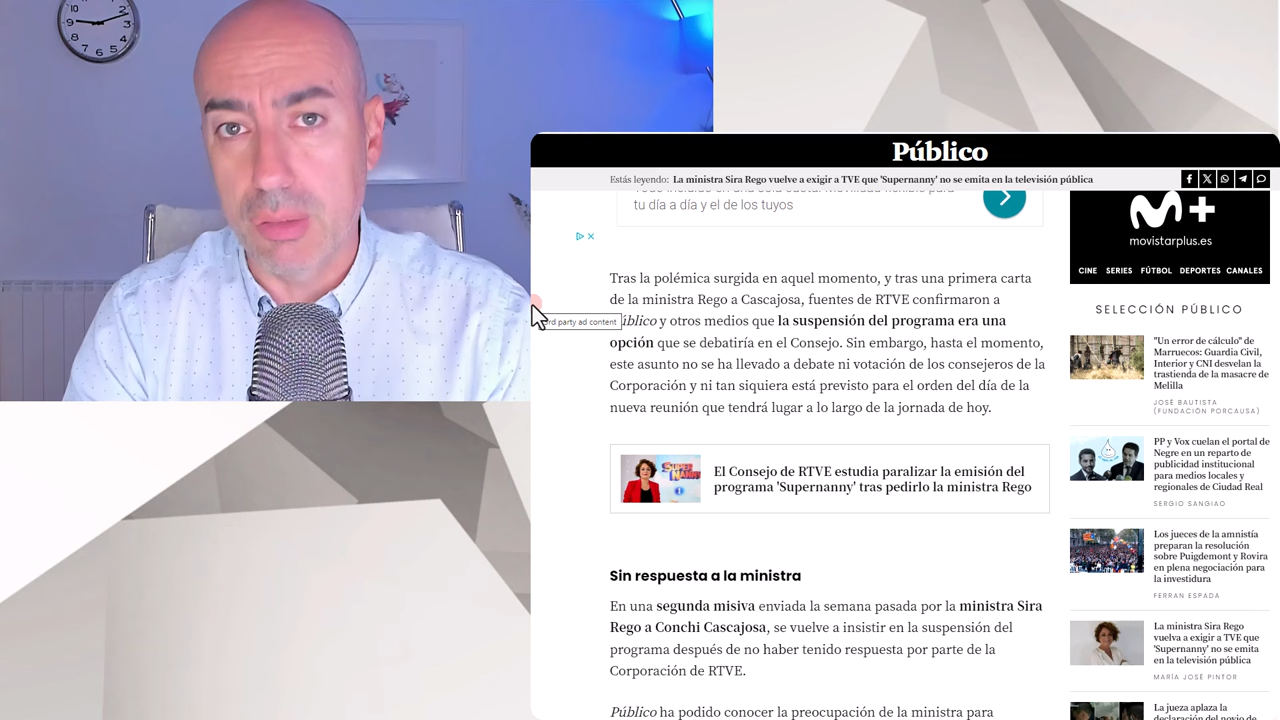 Público
Estás leyendo: La ministra Sira Rego vuelve a exigir a TVE que 'Supernanny' no se emita en la televisión pública
tu día a día y el de los tuyos
Tras la polémica surgida en aquel momento, y tras una primera carta
de la ministra Rego a Cascajosa, fuentes de RTVE confirmaron a
Público y otros medios que la suspensión del programa era una
opción que se debatiría en el Consejo. Sin embargo, hasta el momento,
este asunto no se ha llevado a debate ni votación de los consejeros de la
Corporación y ni tan siquiera está previsto para el orden del día de la
nueva reunión que tendrá lugar a lo largo de la jornada de hoy.
party ad content
El Consejo de RTVE estudia paralizar la emisión del
programa 'Supernanny' tras pedirlo la ministra Rego
SUPER
NANNY
Sin respuesta a la ministra
En una segunda misiva enviada la semana pasada por la ministra Sira
Rego a Conchi Cascajosa, se vuelve a insistir en la suspensión del
programa después de no haber tenido respuesta por parte de la
Corporación de RTVE.
Público ha podido conocer la preocupación de la ministra para
M+
movistarplus.es
CINE SERIES FÚTBOL DEPORTES CANALES
SELECCIÓN PÚBLICO
"Un error de cálculo" de
Marruecos: Guardia Civil,
Interior y CNI desvelan la
trastienda de la masacre de
Melilla
JOSÉ BAUTISTA
(FUNDACIÓN PORCAUSA)
PP y Vox cuelan el portal de
Negre en un reparto de
publicidad institucional
para medios locales y
regionales de Ciudad Real
SERGIO SANGIAO
Los jueces de la amnistía
preparan la resolución
sobre Puigdemont y Rovira
en plena negociación para
la investidura
FERRAN ESPADA
La ministra Sira Rego
vuelva a exigir a TVE que
'Supernanny' no se emita
en la televisión pública
MARÍA JOSÉ PINTOR
La jueza aplaza la
declaración del novio de